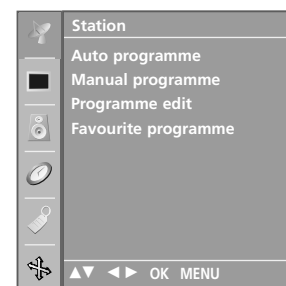 Station
Auto programme
Manual programme
Programme edit
Favourite programme
▲▼ ◄► OK MENU